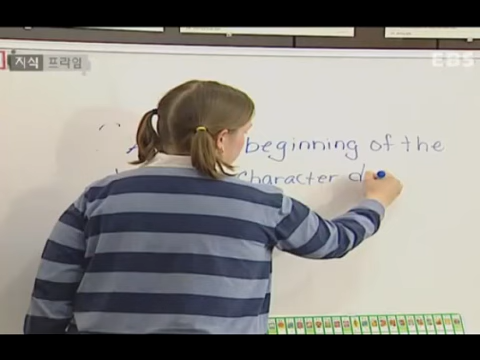 지식 프라임
EBS
beginning of the
character d